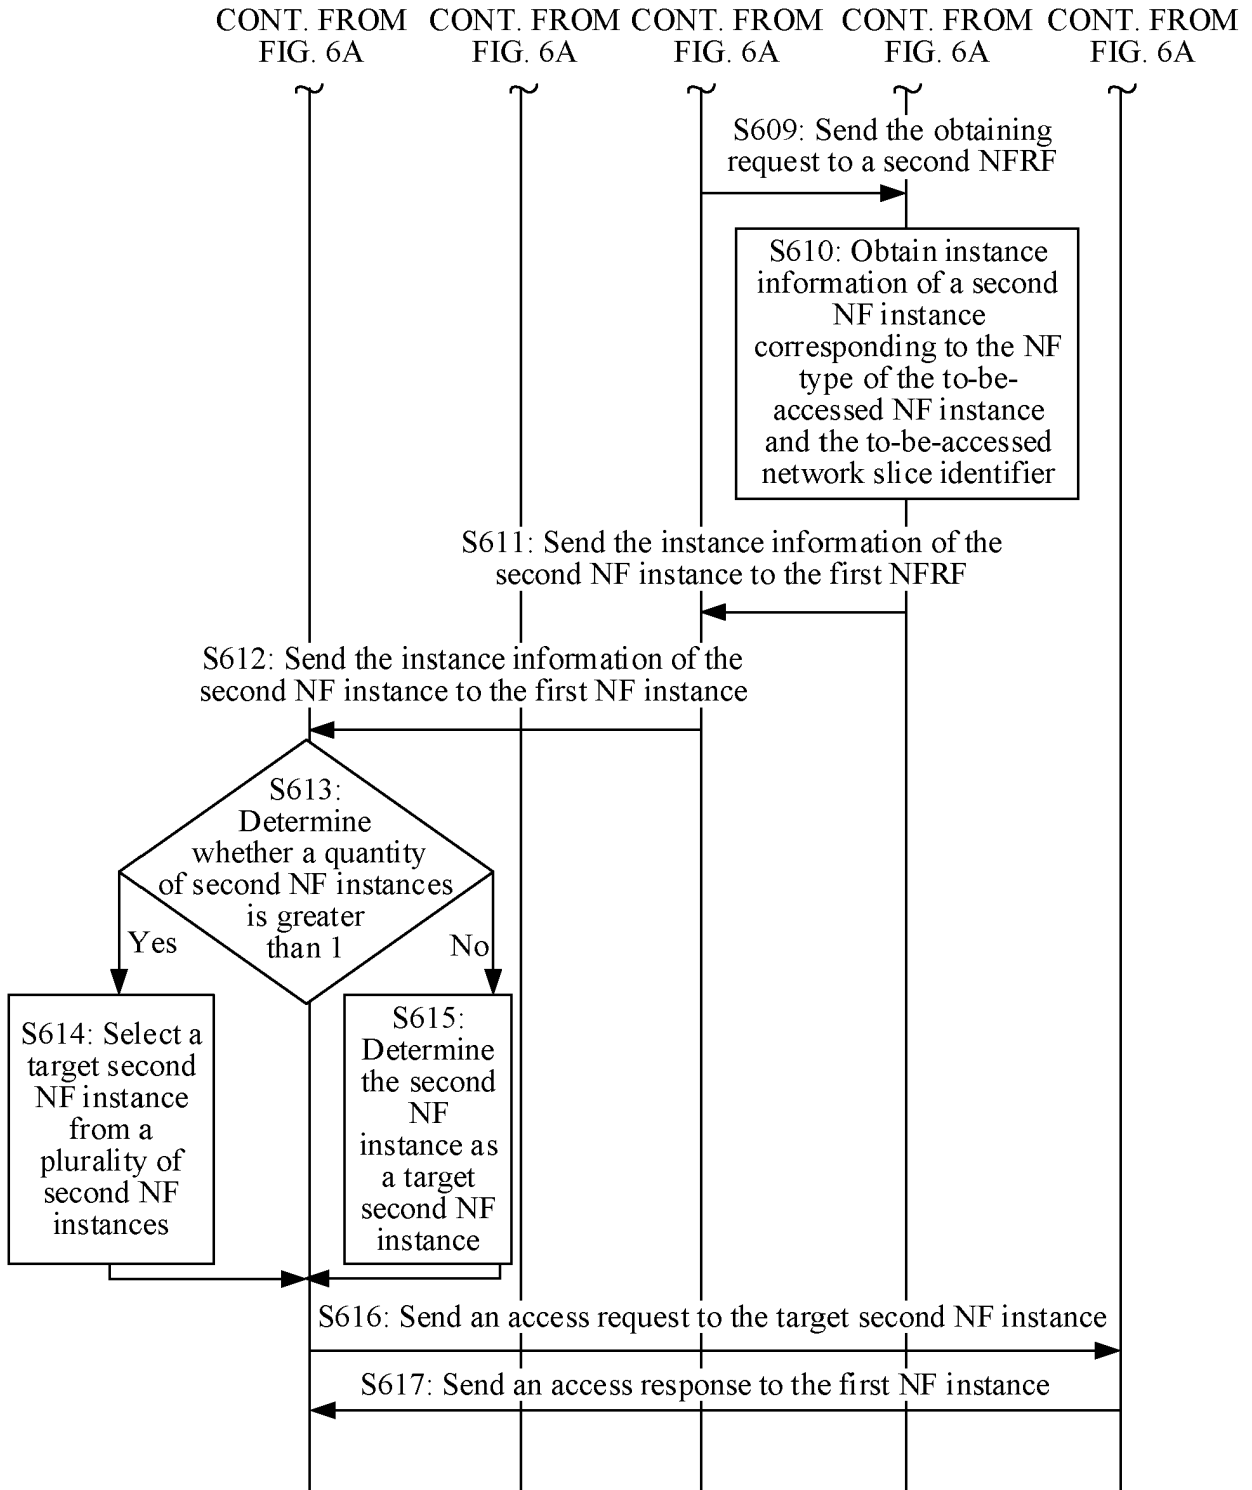 CONT. FROM FIG. 6A
CONT. FROM FIG. 6A
CONT. FROM FIG. 6A
CONT. FROM FIG. 6A
CONT. FROM FIG. 6A
S609: Send the obtaining
request to a second NFRF
S610: Obtain instance
information of a second
NF instance
corresponding to the NF
type of the to-be-
accessed NF instance
and the to-be-accessed
network slice identifier
S611: Send the instance information of the
second NF instance to the first NFRF
S612: Send the instance information of the
second NF instance to the first NF instance
S613:
Determine
whether a quantity
of second NF instances
is greater
than 1
Yes
No
S614: Select a
target second
NF instance
from a
plurality of
second NF
instances
S615:
Determine
the second
NF
instance as
a target
second NF
instance
S616: Send an access request to the target second NF instance
S617: Send an access response to the first NF instance